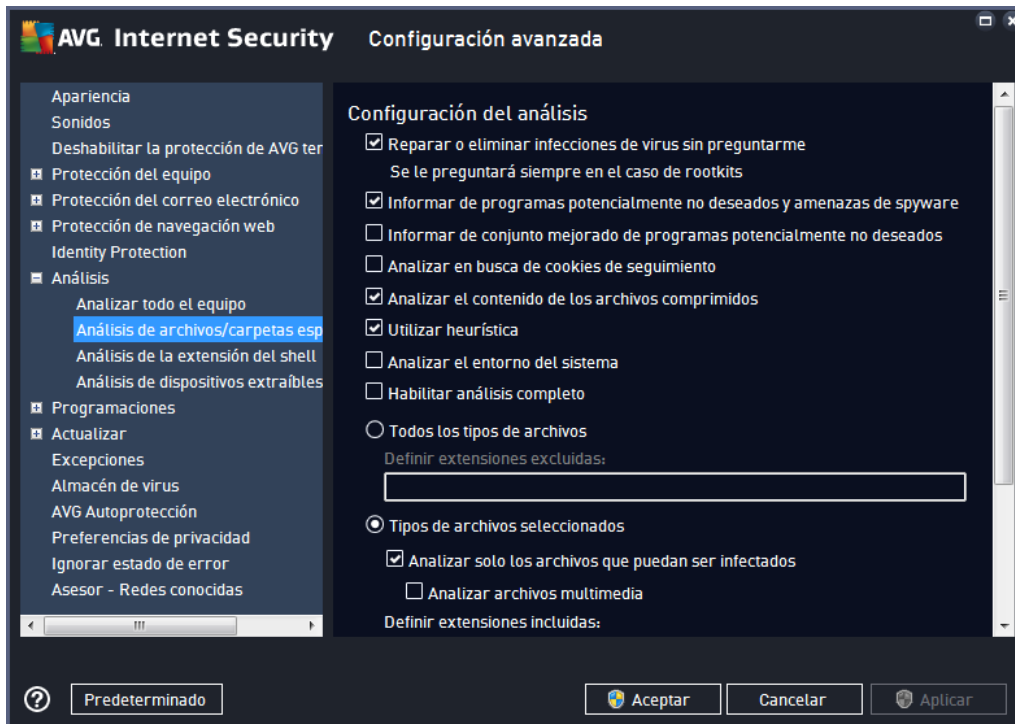 AVG Internet Security
Configuración avanzada
Apariencia
Sonidos
Deshabilitar la protección de AVG ter
Protección del equipo
Protección del correo electrónico
Protección de navegación web
Identity Protection
Análisis
Analizar todo el equipo
Análisis de archivos/carpetas esp
Análisis de la extensión del shell
Análisis de dispositivos extraíbles
Programaciones
Actualizar
Excepciones
Almacén de virus
AVG Autoprotección
Preferencias de privacidad
Ignorar estado de error
Asesor - Redes conocidas
Configuración del análisis
Reparar o eliminar infecciones de virus sin preguntarme
Se le preguntará siempre en el caso de rootkits
Informar de programas potencialmente no deseados y amenazas de spyware
Informar de conjunto mejorado de programas potencialmente no deseados
Analizar en busca de cookies de seguimiento
Analizar el contenido de los archivos comprimidos
Utilizar heurística
Analizar el entorno del sistema
Habilitar análisis completo
Todos los tipos de archivos
Definir extensiones excluidas:
Tipos de archivos seleccionados
Analizar solo los archivos que puedan ser infectados
Analizar archivos multimedia
Definir extensiones incluidas:
Predeterminado
Aceptar
Cancelar
Aplicar